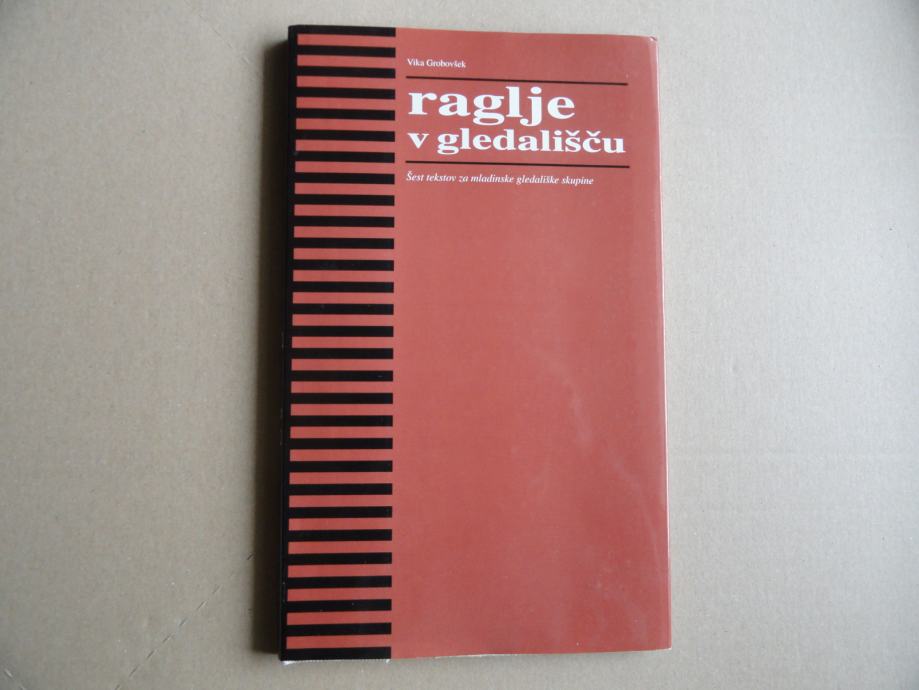 Vika Grobovšek
raglje
v gledališču
Šest tekstov za mladinske gledališke skupine